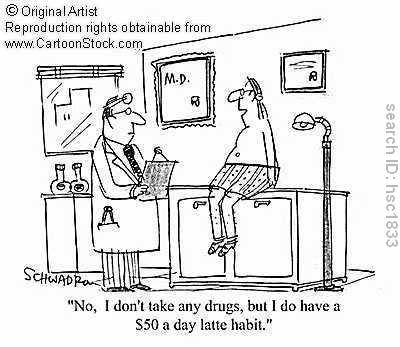 © Original Artist
Reproduction rights obtainable from
www.CartoonStock.com
M.D.
search ID: hsc1833
SCHWADRON
"No, I don't take any drugs, but I do have a
$50 a day latte habit."